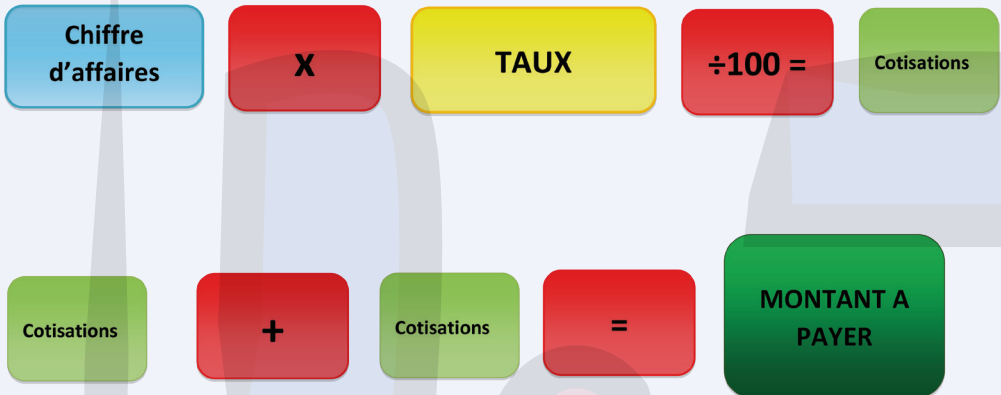 Chiffre
d'affaires
X
TAUX
÷100 =
Cotisations
Cotisations
+
Cotisations
=
MONTANT A
PAYER